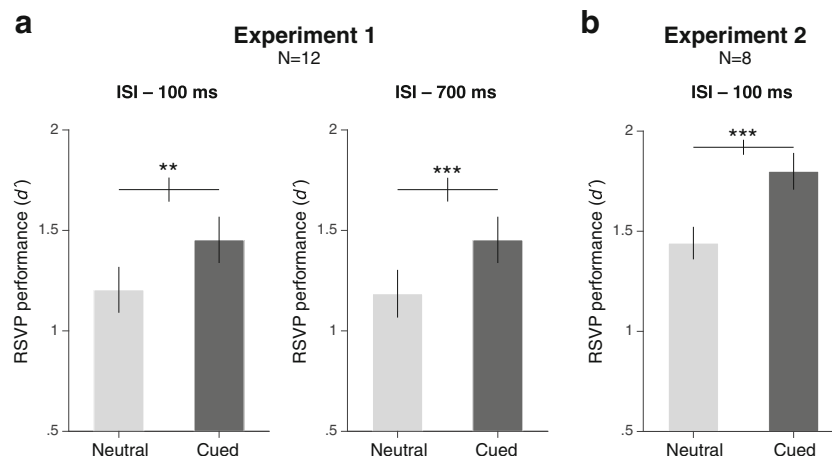 a
Experiment 1
N=12
ISI – 100 ms
RSVP performance (d´)
2
1.5
1
.5
**
Neutral Cued
ISI – 700 ms
RSVP performance (d´)
2
1.5
1
.5
***
Neutral Cued
b
Experiment 2
N=8
ISI – 100 ms
RSVP performance (d´)
2
1.5
1
.5
***
Neutral Cued